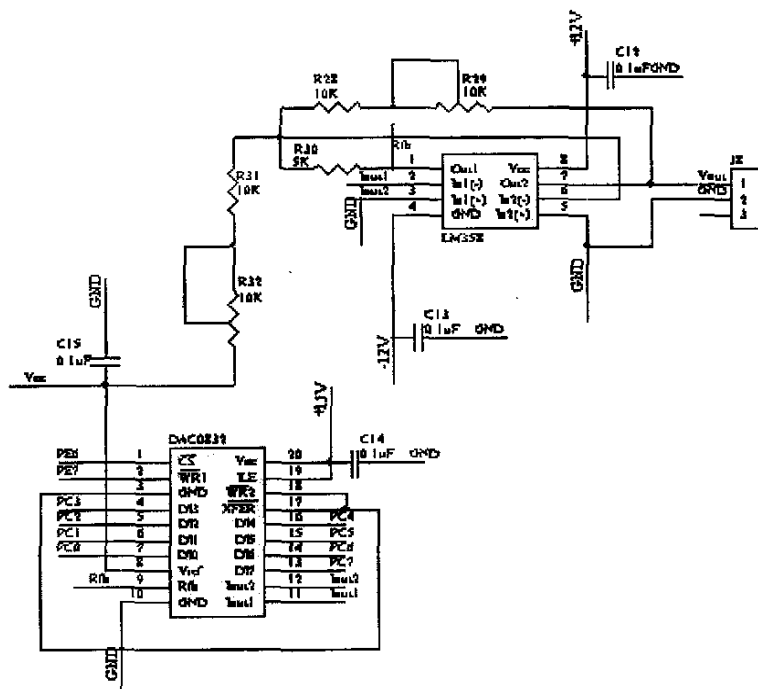 +12V
C12
0.1uF GND
R28
10K
R29
10K
R30
5K
Rfb
R31
10K
1 Out1 Vcc 8
Iout1 2 In1(-) Out2 7
Iout2 3 In1(+) In2(-) 6
GND 4 GND In2(+) 5
LM358
Vout 1
GND 2
3
GND
R32
10K
GND
C13
0.1uF GND
-12V
C15
0.1uF
+15V
DAC0832
C14
0.1uF GND
PE6 1 CS Vcc 20
PE7 2 WR1 ILE 19
3 GND WR2 18
PC3 4 DI3 XFER 17
PC2 5 DI2 DI4 16 PC4
PC1 6 DI1 DI5 15 PC5
PC0 7 DI0 DI6 14 PC6
8 Vref DI7 13 PC7
Rfb 9 Rfb Iout2 12 Iout2
10 GND Iout1 11 Iout1
GND